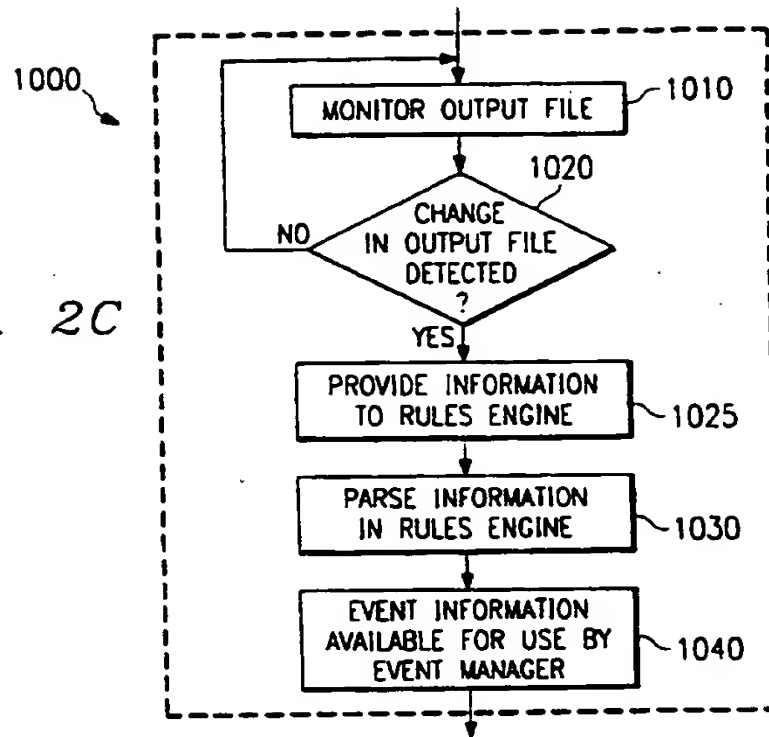 1000
MONITOR OUTPUT FILE
1010
1020
CHANGE
IN OUTPUT FILE
DETECTED
?
NO
2C
YES
PROVIDE INFORMATION
TO RULES ENGINE
1025
PARSE INFORMATION
IN RULES ENGINE
1030
EVENT INFORMATION
AVAILABLE FOR USE BY
EVENT MANAGER
1040